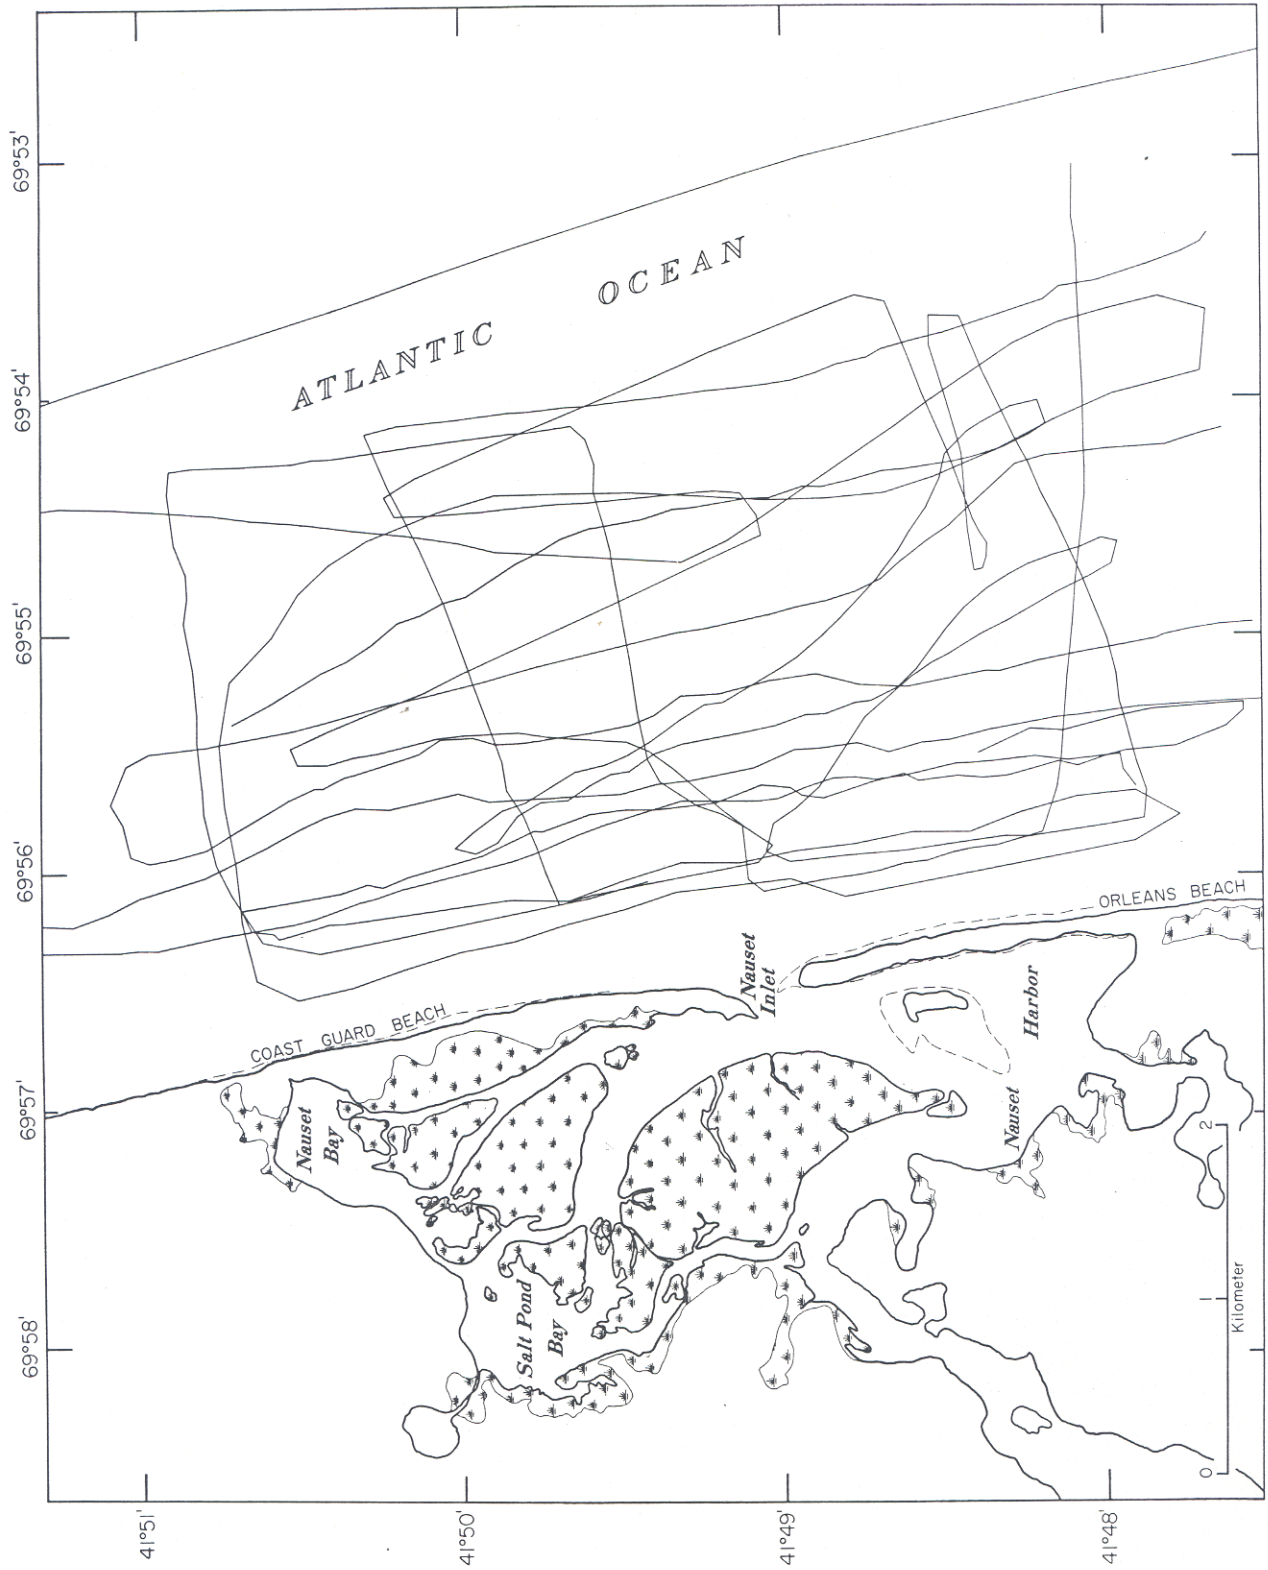 69°53'
69°54'
69°55'
69°56'
69°57'
69°58'
ATLANTIC OCEAN
ORLEANS BEACH
COAST GUARD BEACH
Nauset
Inlet
Nauset Harbor
Nauset
Bay
Salt Pond
Bay
0 1 2
Kilometer
41°51'
41°50'
41°49'
41°48'